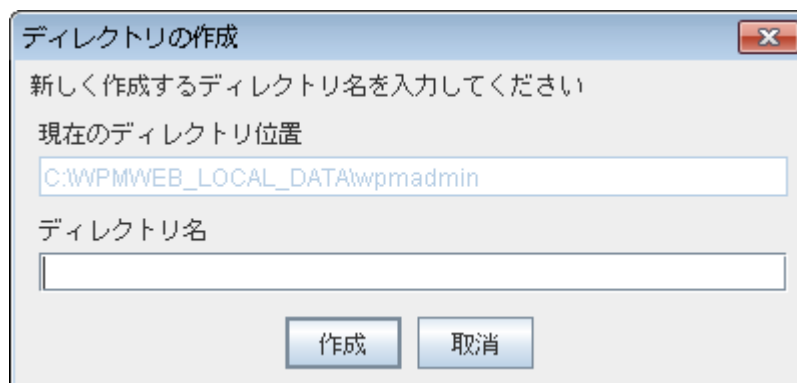 ディレクトリの作成
新しく作成するディレクトリ名を入力してください
現在のディレクトリ位置
C:\WPMWEB_LOCAL_DATA\wpmadmin
ディレクトリ名
作成
取消